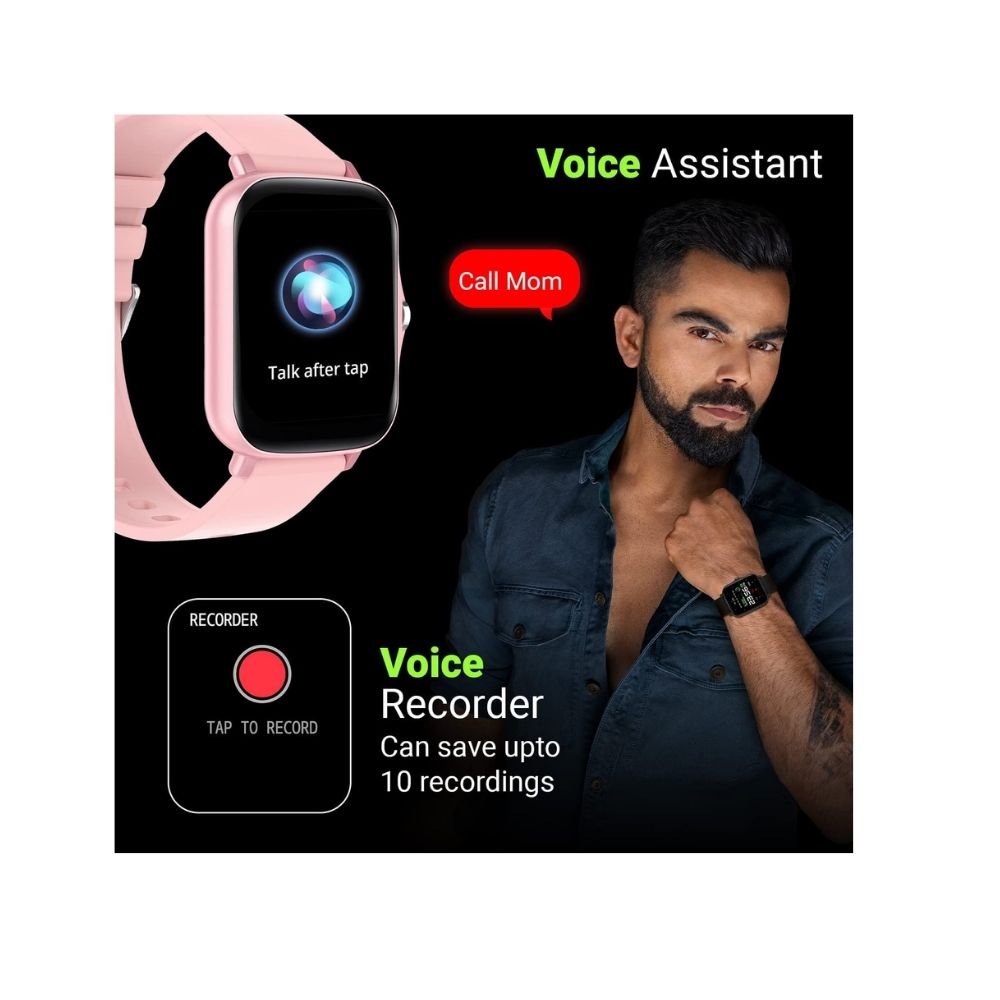 Voice Assistant
Call Mom
Talk after tap
RECORDER
TAP TO RECORD
Voice
Recorder
Can save upto
10 recordings